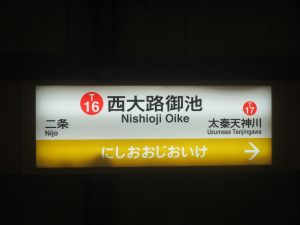 T
16 西大路御池
Nishioji Oike
二条
Nijo
T
17
太秦天神川
Uzumasa Tenjingawa
にしおおじおいけ →